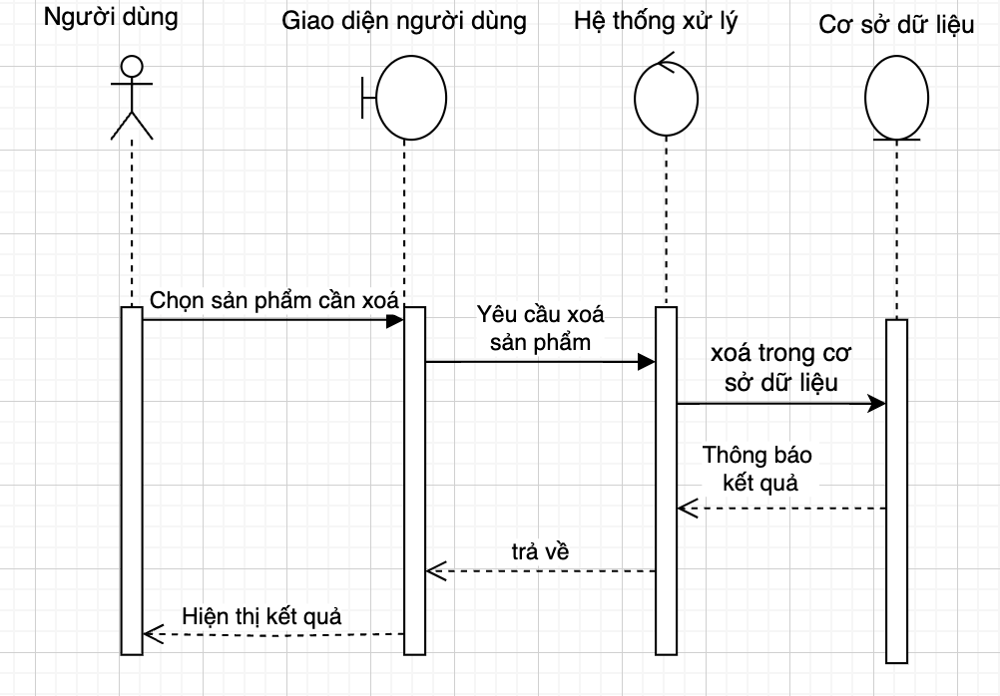 Người dùng
Giao diện người dùng
Hệ thống xử lý
Cơ sở dữ liệu
Chọn sản phẩm cần xoá
Yêu cầu xoá
sản phẩm
xoá trong cơ
sở dữ liệu
Thông báo
kết quả
trả về
Hiện thị kết quả